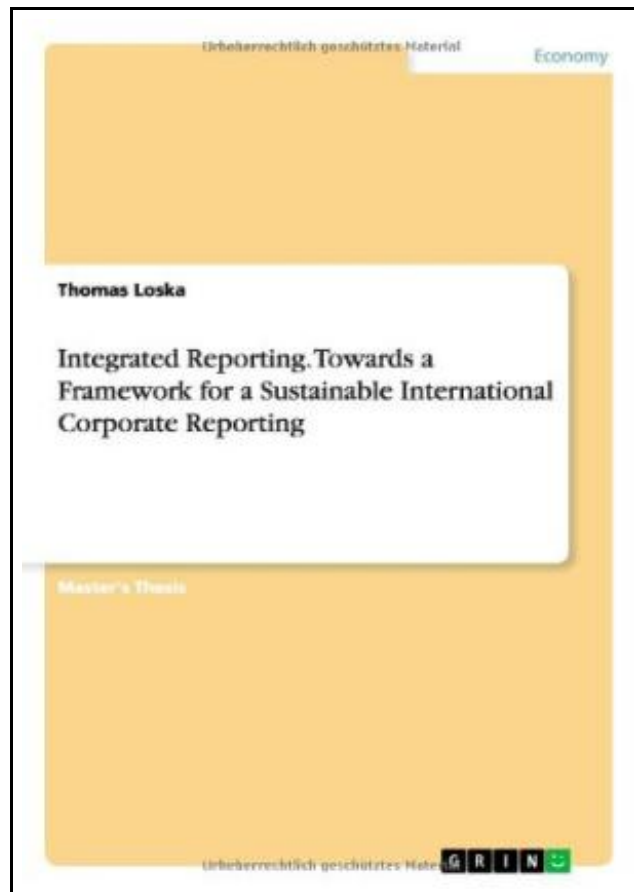 Urheberrechtlich geschütztes Material
Economy
Thomas Loska
Integrated Reporting. Towards a
Framework for a Sustainable International
Corporate Reporting
Master's Thesis
GRIN
Urheberrechtlich geschütztes Mate